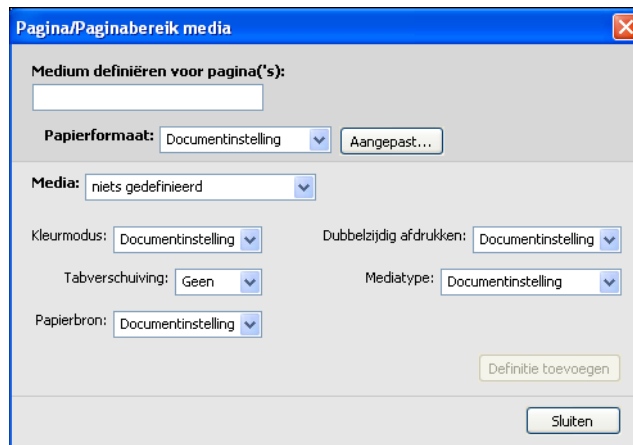 Pagina/Paginabereik media
Medium definiëren voor pagina('s):
Papierformaat: Documentinstelling Aangepast...
Media: niets gedefinieerd
Kleurmodus: Documentinstelling Dubbelzijdig afdrukken: Documentinstelling
Tabverschuiving: Geen Mediatype: Documentinstelling
Papierbron: Documentinstelling
Definitie toevoegen
Sluiten